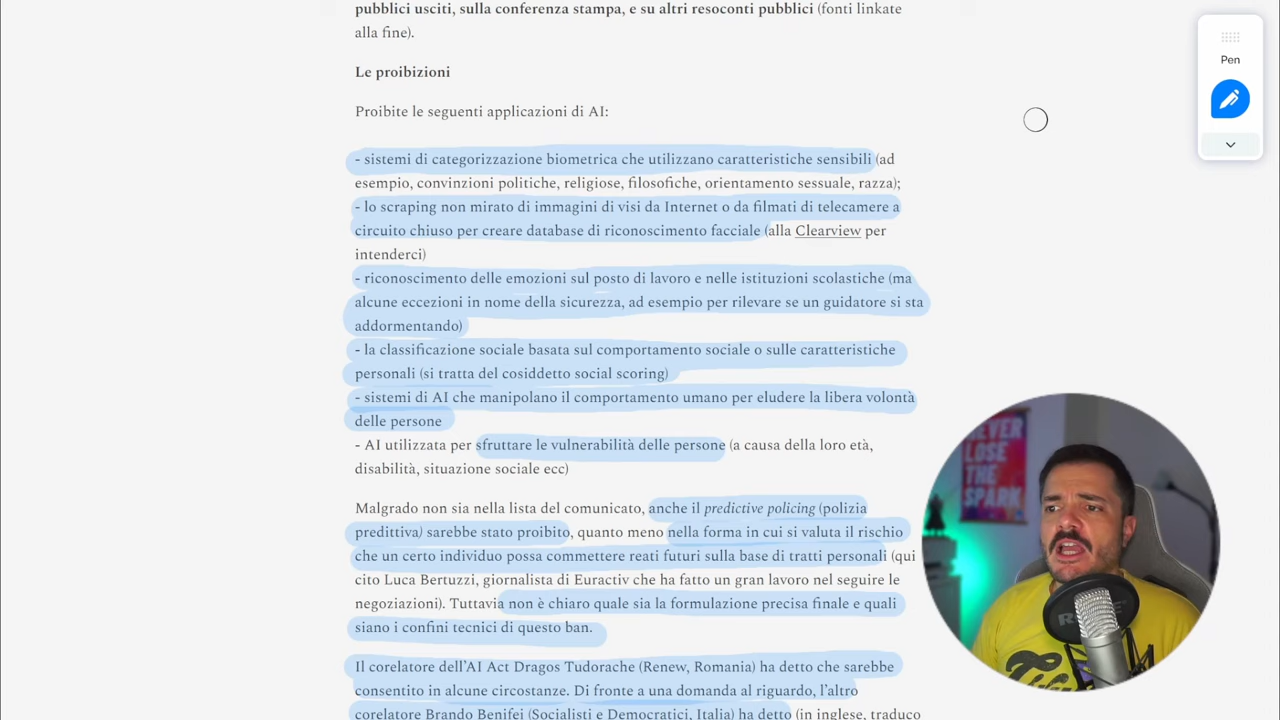 pubblici usciti, sulla conferenza stampa, e su altri resoconti pubblici (fonti linkate
alla fine).
Pen
Le proibizioni
Proibite le seguenti applicazioni di AI:
- sistemi di categorizzazione biometrica che utilizzano caratteristiche sensibili (ad
esempio, convinzioni politiche, religiose, filosofiche, orientamento sessuale, razza);
- lo scraping non mirato di immagini di visi da Internet o da filmati di telecamere a
circuito chiuso per creare database di riconoscimento facciale (alla Clearview per
intenderci)
- riconoscimento delle emozioni sul posto di lavoro e nelle istituzioni scolastiche (ma
alcune eccezioni in nome della sicurezza, ad esempio per rilevare se un guidatore si sta
addormentando)
- la classificazione sociale basata sul comportamento sociale o sulle caratteristiche
personali (si tratta del cosiddetto social scoring)
- sistemi di AI che manipolano il comportamento umano per eludere la libera volontà
delle persone
- AI utilizzata per sfruttare le vulnerabilità delle persone (a causa della loro età,
disabilità, situazione sociale ecc)
Malgrado non sia nella lista del comunicato, anche il predictive policing (polizia
predittiva) sarebbe stato proibito, quanto meno nella forma in cui si valuta il rischio
che un certo individuo possa commettere reati futuri sulla base di tratti personali (qui
cito Luca Bertuzzi, giornalista di Euractiv che ha fatto un gran lavoro nel seguire le
negoziazioni). Tuttavia non è chiaro quale sia la formulazione precisa finale e quali
siano i confini tecnici di questo ban.
Il corelatore dell'AI Act Dragos Tudorache (Renew, Romania) ha detto che sarebbe
consentito in alcune circostanze. Di fronte a una domanda al riguardo, l'altro
corelatore Brando Benifei (Socialisti e Democratici, Italia) ha detto (in inglese, traduco
NEVER
LOSE
THE
SPARK